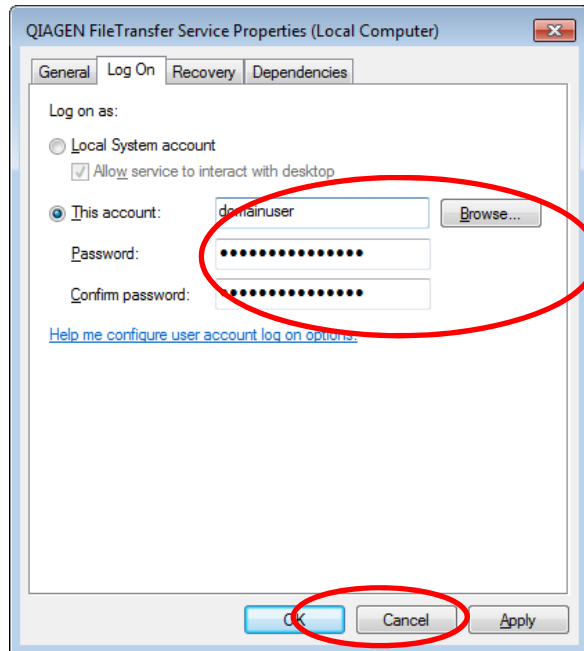 QIAGEN FileTransfer Service Properties (Local Computer)
General Log On Recovery Dependencies
Log on as:
Local System account
Allow service to interact with desktop
This account: domainuser Browse...
Password: ●●●●●●●●●●●●●●●
Confirm password: ●●●●●●●●●●●●●●●
Help me configure user account log on options.
OK Cancel Apply